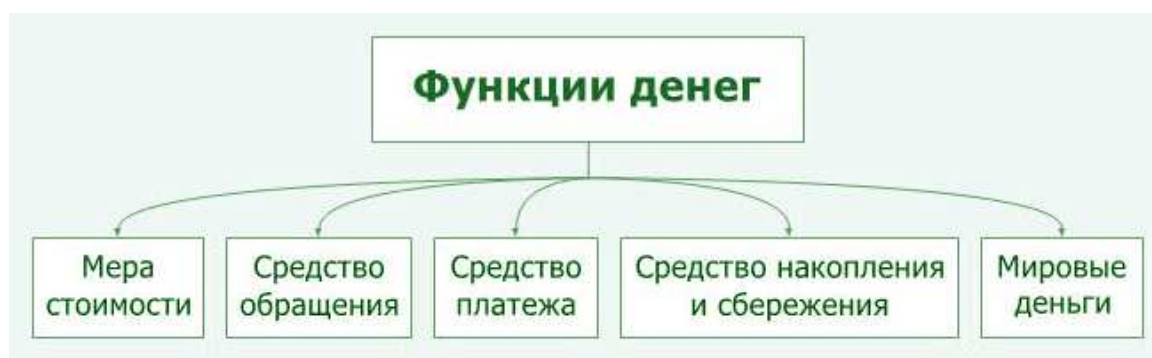 Функции денег
Мера
стоимости
Средство
обращения
Средство
платежа
Средство накопления
и сбережения
Мировые
деньги